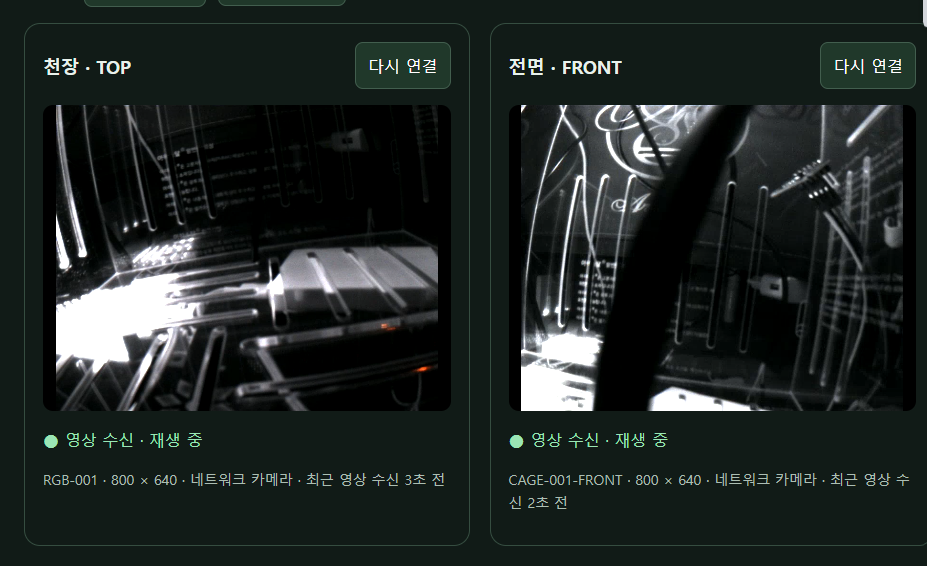 천장 · TOP
다시 연결
전면 · FRONT
다시 연결
영상 수신 · 재생 중
RGB-001 · 800 × 640 · 네트워크 카메라 · 최근 영상 수신 3초 전
영상 수신 · 재생 중
CAGE-001-FRONT · 800 × 640 · 네트워크 카메라 · 최근 영상 수
신 2초 전